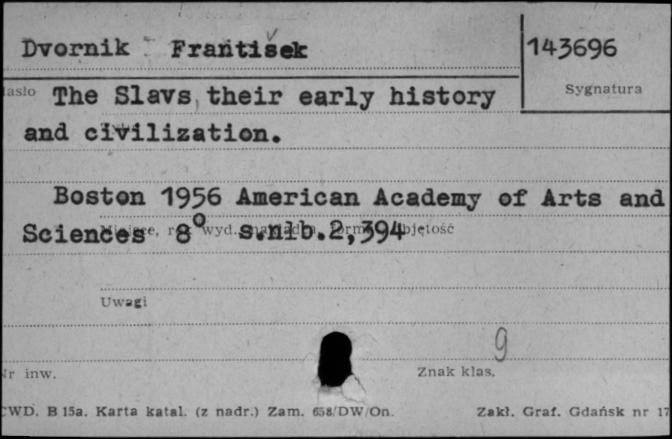 Dvornik František
143696
Sygnatura
The Slavs, their early history
and civilization.
Boston 1956 American Academy of Arts and
Sciences 8° s.nlb.2,394
Uwagi
9
inw.
Znak klas.
B 15a. Karta katal. (z nadr.) Zam. 658/DW/On.
Zakł. Graf. Gdańsk nr 17